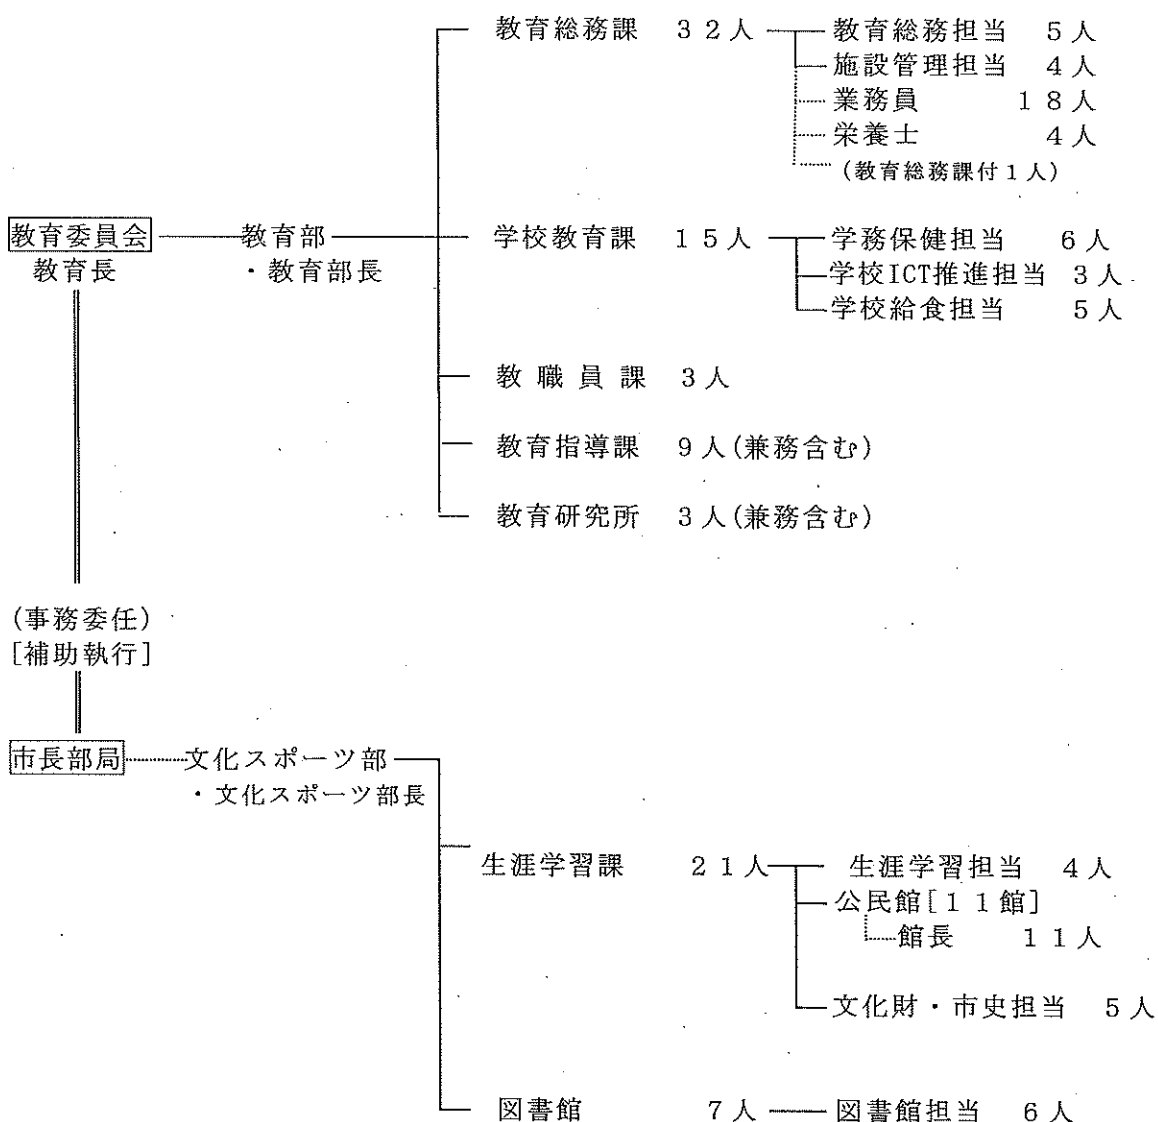 教育総務課 32人 教育総務担当 5人
施設管理担当 4人
業務員 18人
栄養士 4人
(教育総務課付1人)
教育委員会 教育部 学校教育課 15人 学務保健担当 6人
教育長 ・教育部長 学校ICT推進担当 3人
学校給食担当 5人
教職員課 3人
教育指導課 9人(兼務含む)
教育研究所 3人(兼務含む)
(事務委任)
[補助執行]
市長部局 文化スポーツ部
・文化スポーツ部長
生涯学習課 21人 生涯学習担当 4人
公民館[11館]
館長 11人
文化財・市史担当 5人
図書館 7人 図書館担当 6人